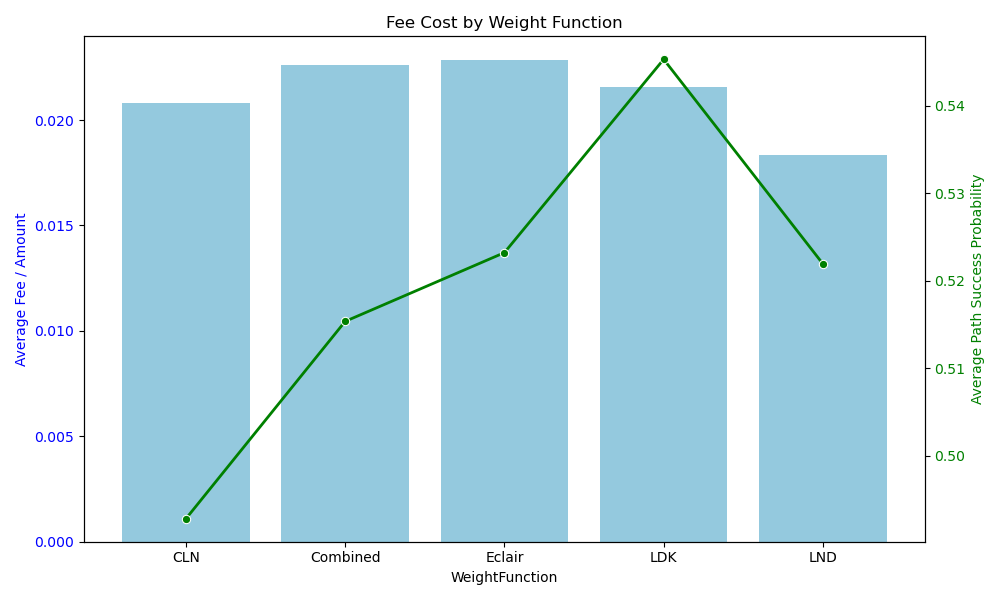 Fee Cost by Weight Function
Average Fee / Amount
0.020
0.015
0.010
0.005
0.000
CLN
Combined
Eclair
LDK
LND
WeightFunction
0.54
0.53
0.52
0.51
0.50
Average Path Success Probability